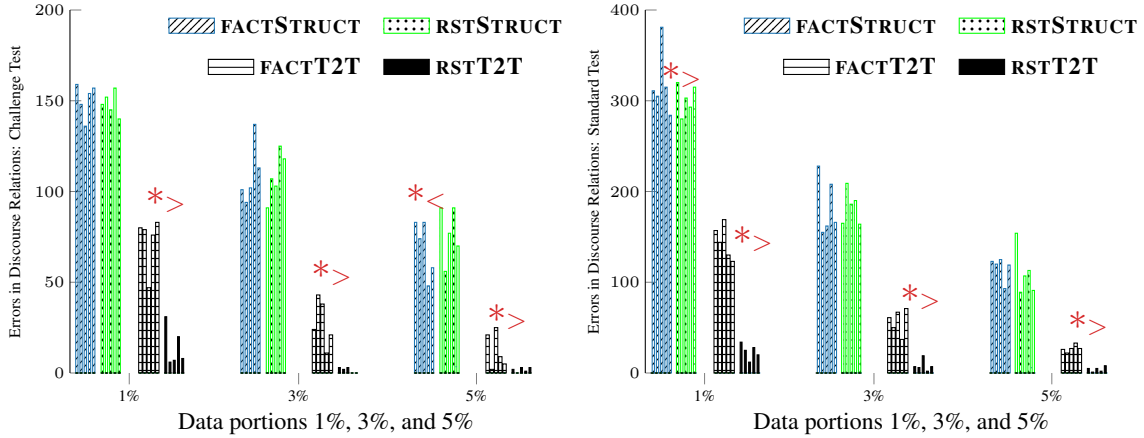 Errors in Discourse Relations: Challenge Test
200
150
100
50
0
FACTSTRUCT
RSTSTRUCT
FACTT2T
RSTT2T
*>
*>
*<
*>
1%
3%
5%
Data portions 1%, 3%, and 5%
Errors in Discourse Relations: Standard Test
400
300
200
100
0
FACTSTRUCT
RSTSTRUCT
FACTT2T
RSTT2T
*>
*>
*>
*>
1%
3%
5%
Data portions 1%, 3%, and 5%